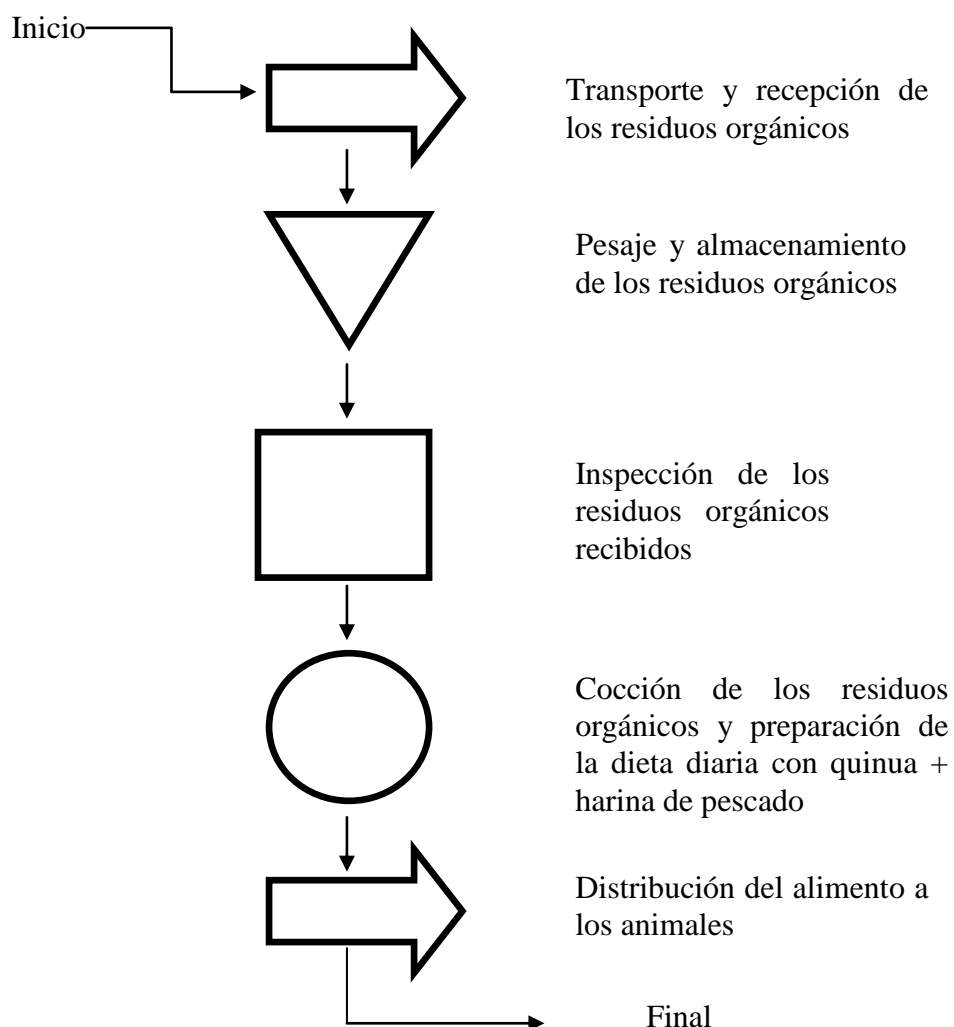 Inicio
Transporte y recepción de
los residuos orgánicos
Pesaje y almacenamiento
de los residuos orgánicos
Inspección de los
residuos orgánicos
recibidos
Cocción de los residuos
orgánicos y preparación de
la dieta diaria con quinua +
harina de pescado
Distribución del alimento a
los animales
Final